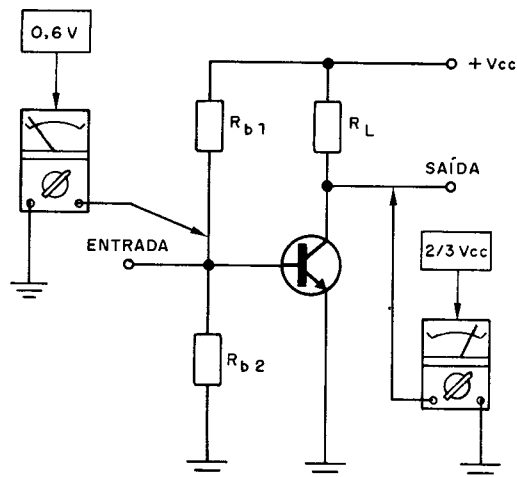 0,6 V
+ Vcc
Rb1
RL
SAÍDA
ENTRADA
2/3 Vcc
Rb2